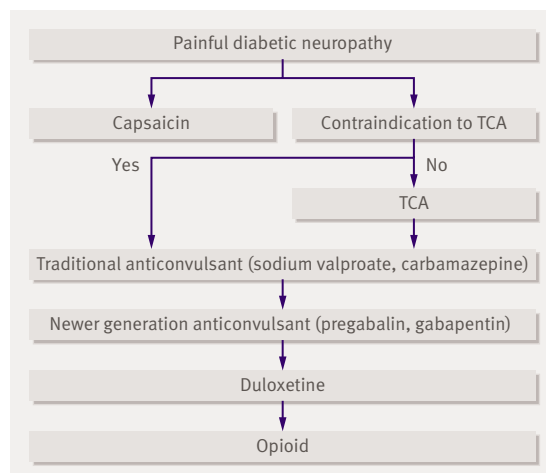 Painful diabetic neuropathy
Capsaicin
Contraindication to TCA
Yes
No
TCA
Traditional anticonvulsant (sodium valproate, carbamazepine)
Newer generation anticonvulsant (pregabalin, gabapentin)
Duloxetine
Opioid